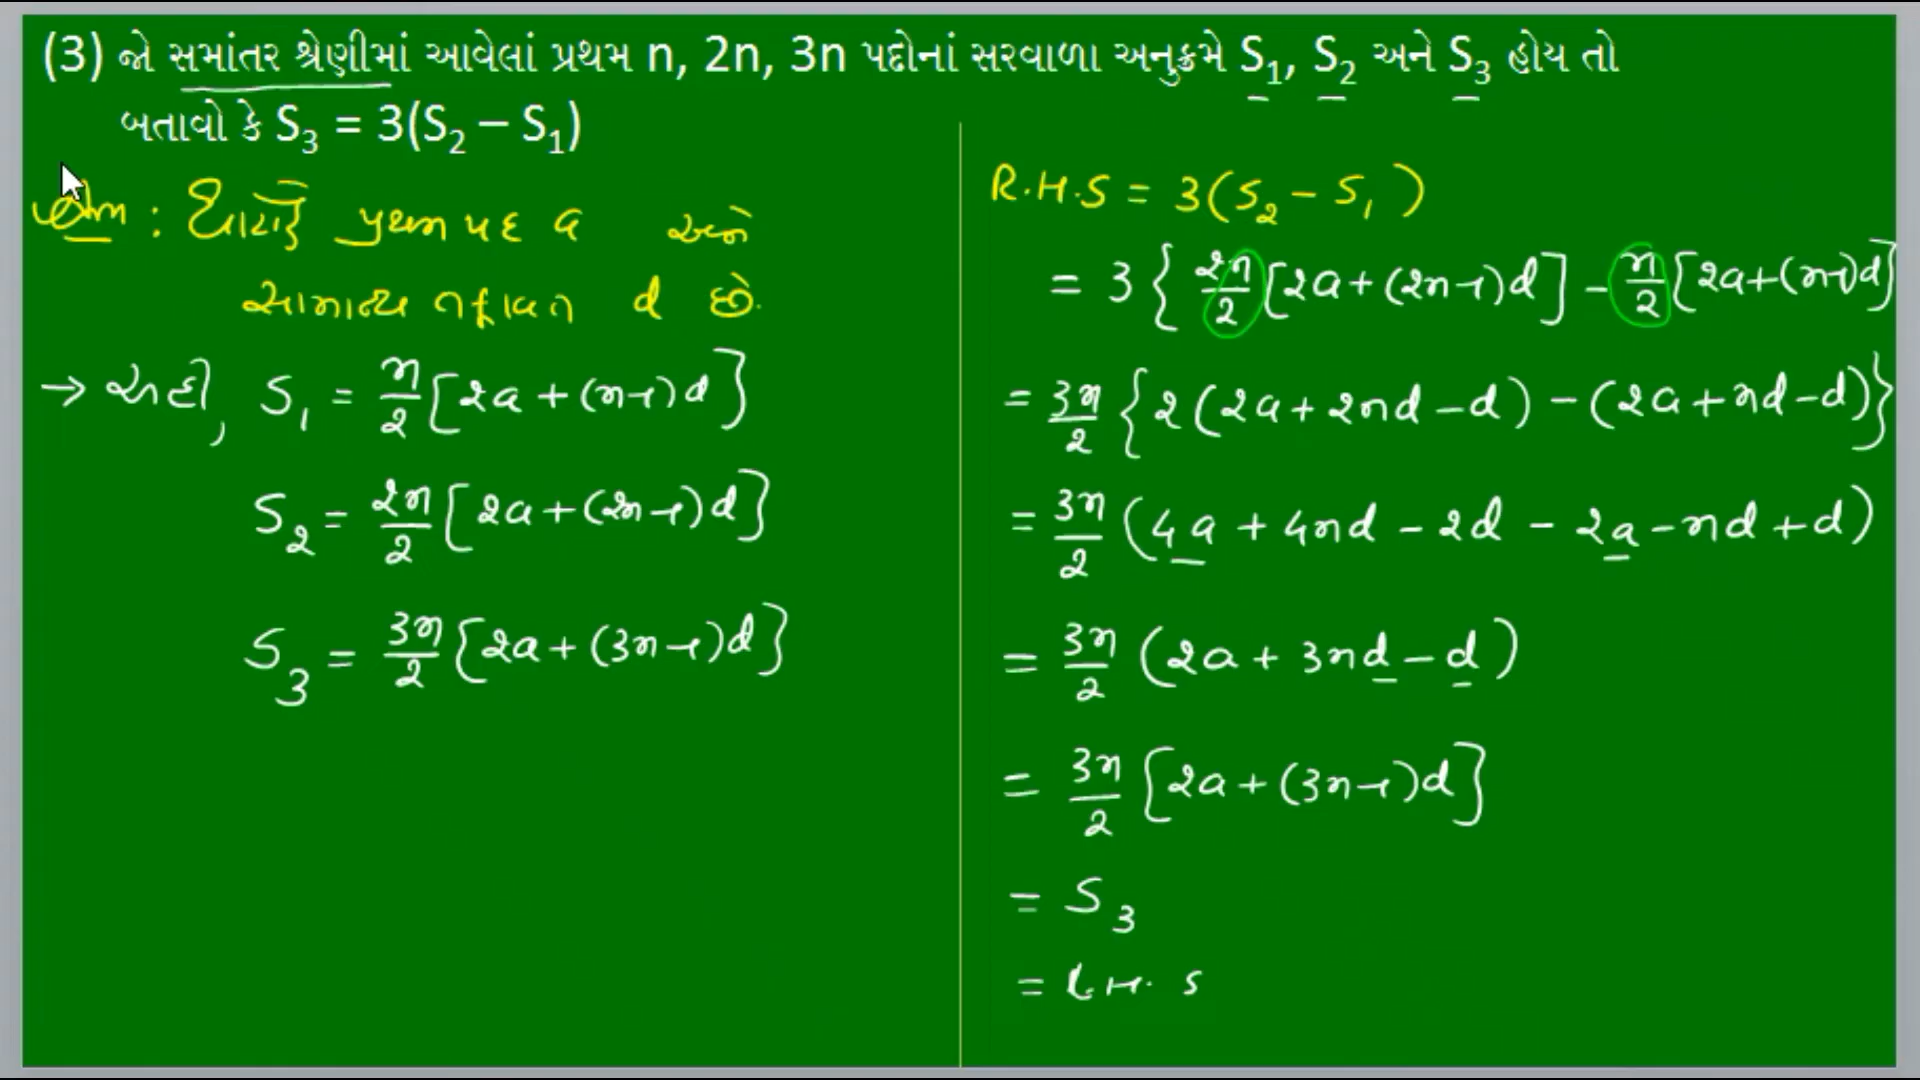 (3) જો સમાંતર શ્રેણીમાં આવેલાં પ્રથમ n, 2n, 3n પદોનાં સરવાળા અનુક્રમે S₁, S₂ અને S₃ હોય તો
બતાવો કે S₃ = 3(S₂ – S₁)
: ધારોકે પ્રથમ પદ a અને
સામાન્ય તફાવત d છે.
→ અહી, S₁ = n/2 [2a + (n-1)d]
S₂ = 2n/2 [2a + (2n-1)d]
S₃ = 3n/2 [2a + (3n-1)d]
R.H.S = 3(S₂ - S₁)
= 3 { 2n/2 [2a + (2n-1)d] - n/2 [2a + (n-1)d]
= 3n/2 {2(2a + 2nd - d) - (2a + nd - d)}
= 3n/2 (4a + 4nd - 2d - 2a - nd + d)
= 3n/2 (2a + 3nd - d)
= 3n/2 [2a + (3n-1)d]
= S₃
= L.H.S